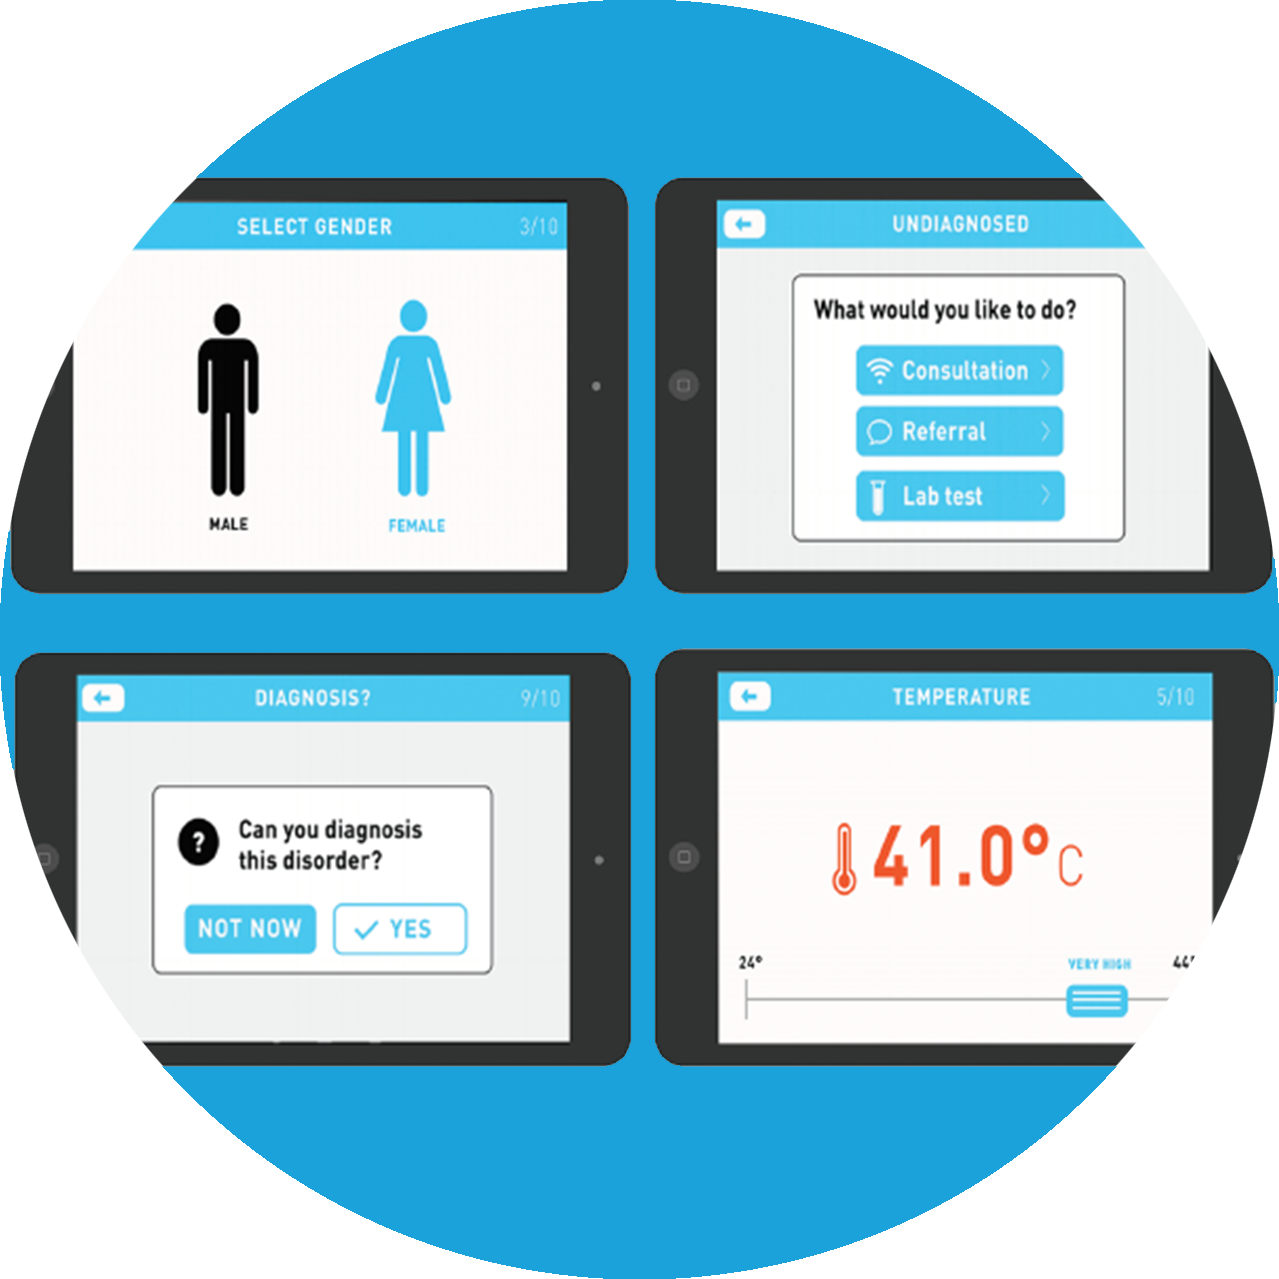 SELECT GENDER 3/10
MALE
FEMALE
UNDIAGNOSED
What would you like to do?
Consultation
Referral
Lab test
DIAGNOSIS? 9/10
?
Can you diagnosis
this disorder?
NOT NOW
YES
TEMPERATURE 5/10
41.0° C
24°
VERY HIGH
44°